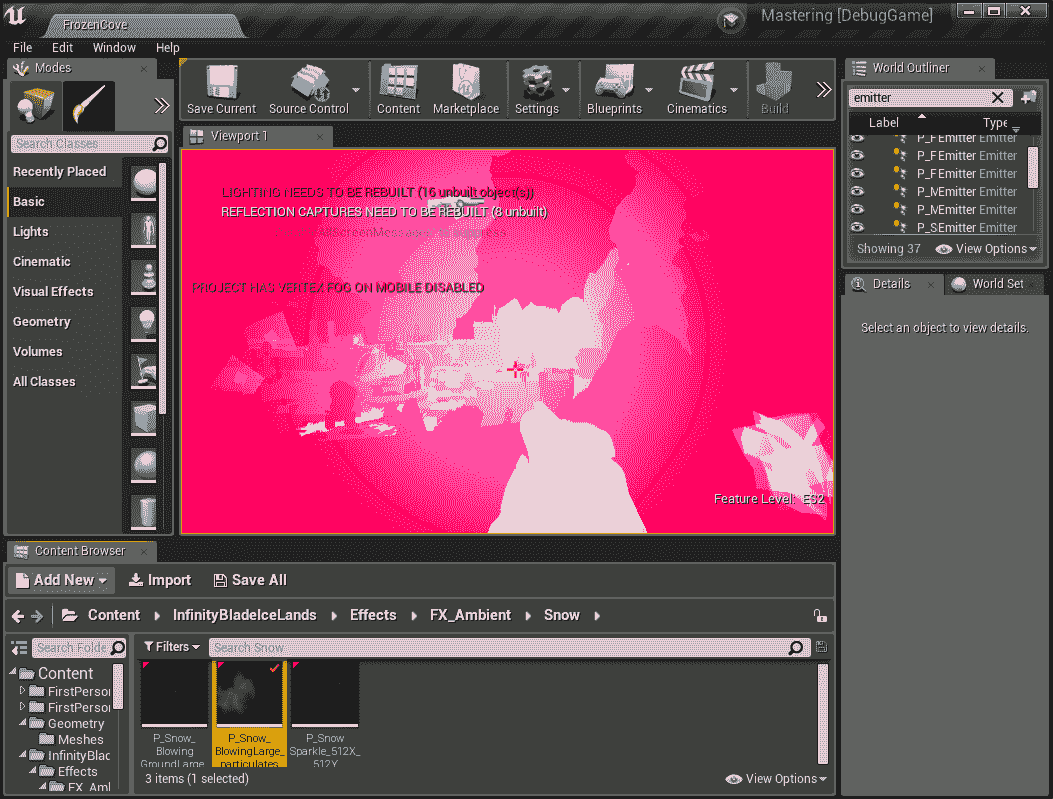 FrozenCove
Mastering [DebugGame]
File Edit Window Help
Modes
Search Classes
Recently Placed
Basic
Lights
Cinematic
Visual Effects
Geometry
Volumes
All Classes
Save Current
Source Control
Content
Marketplace
Settings
Blueprints
Cinematics
Build
Viewport 1
LIGHTING NEEDS TO BE REBUILT (16 unbuilt object(s))
REFLECTION CAPTURES NEED TO BE REBUILT (8 unbuilt)
PROJECT HAS VERTEX FOG ON MOBILE DISABLED
Feature Level: ES2
World Outliner
emitter
Label Type
P_FEmitter Emitter
P_FEmitter Emitter
P_FEmitter Emitter
P_MEmitter Emitter
P_MEmitter Emitter
P_SEmitter Emitter
Showing 37
View Options
Details
World Set
Select an object to view details.
Content Browser
Add New
Import
Save All
Content InfinityBladeIceLands Effects FX_Ambient Snow
Search Folde
Filters
Search Snow
Content
FirstPerson
FirstPerson
Geometry
Meshes
InfinityBlad
Effects
FX_Aml
P_Snow_
Blowing
GroundLarge
P_Snow_
BlowingLarge_
particulates
P_Snow
Sparkle_512X_
512Y
3 items (1 selected)
View Options